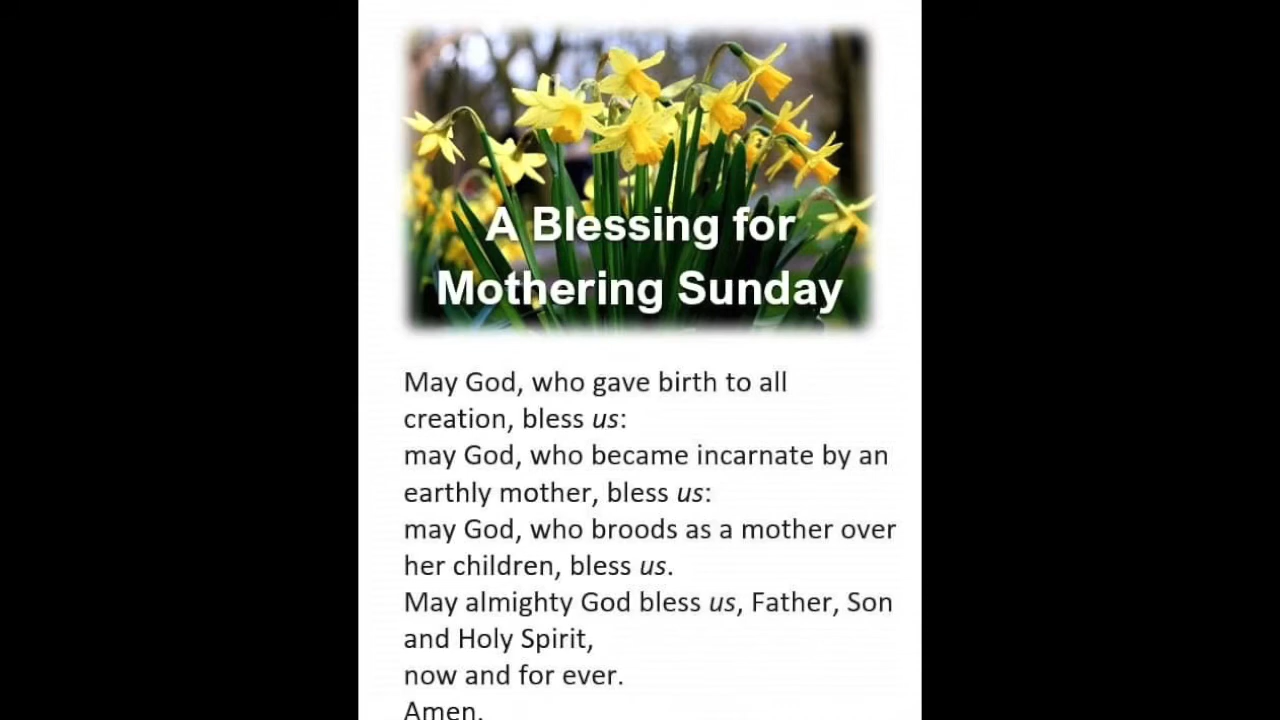 A Blessing for
Mothering Sunday
May God, who gave birth to all
creation, bless us:
may God, who became incarnate by an
earthly mother, bless us:
may God, who broods as a mother over
her children, bless us.
May almighty God bless us, Father, Son
and Holy Spirit,
now and for ever.
Amen.